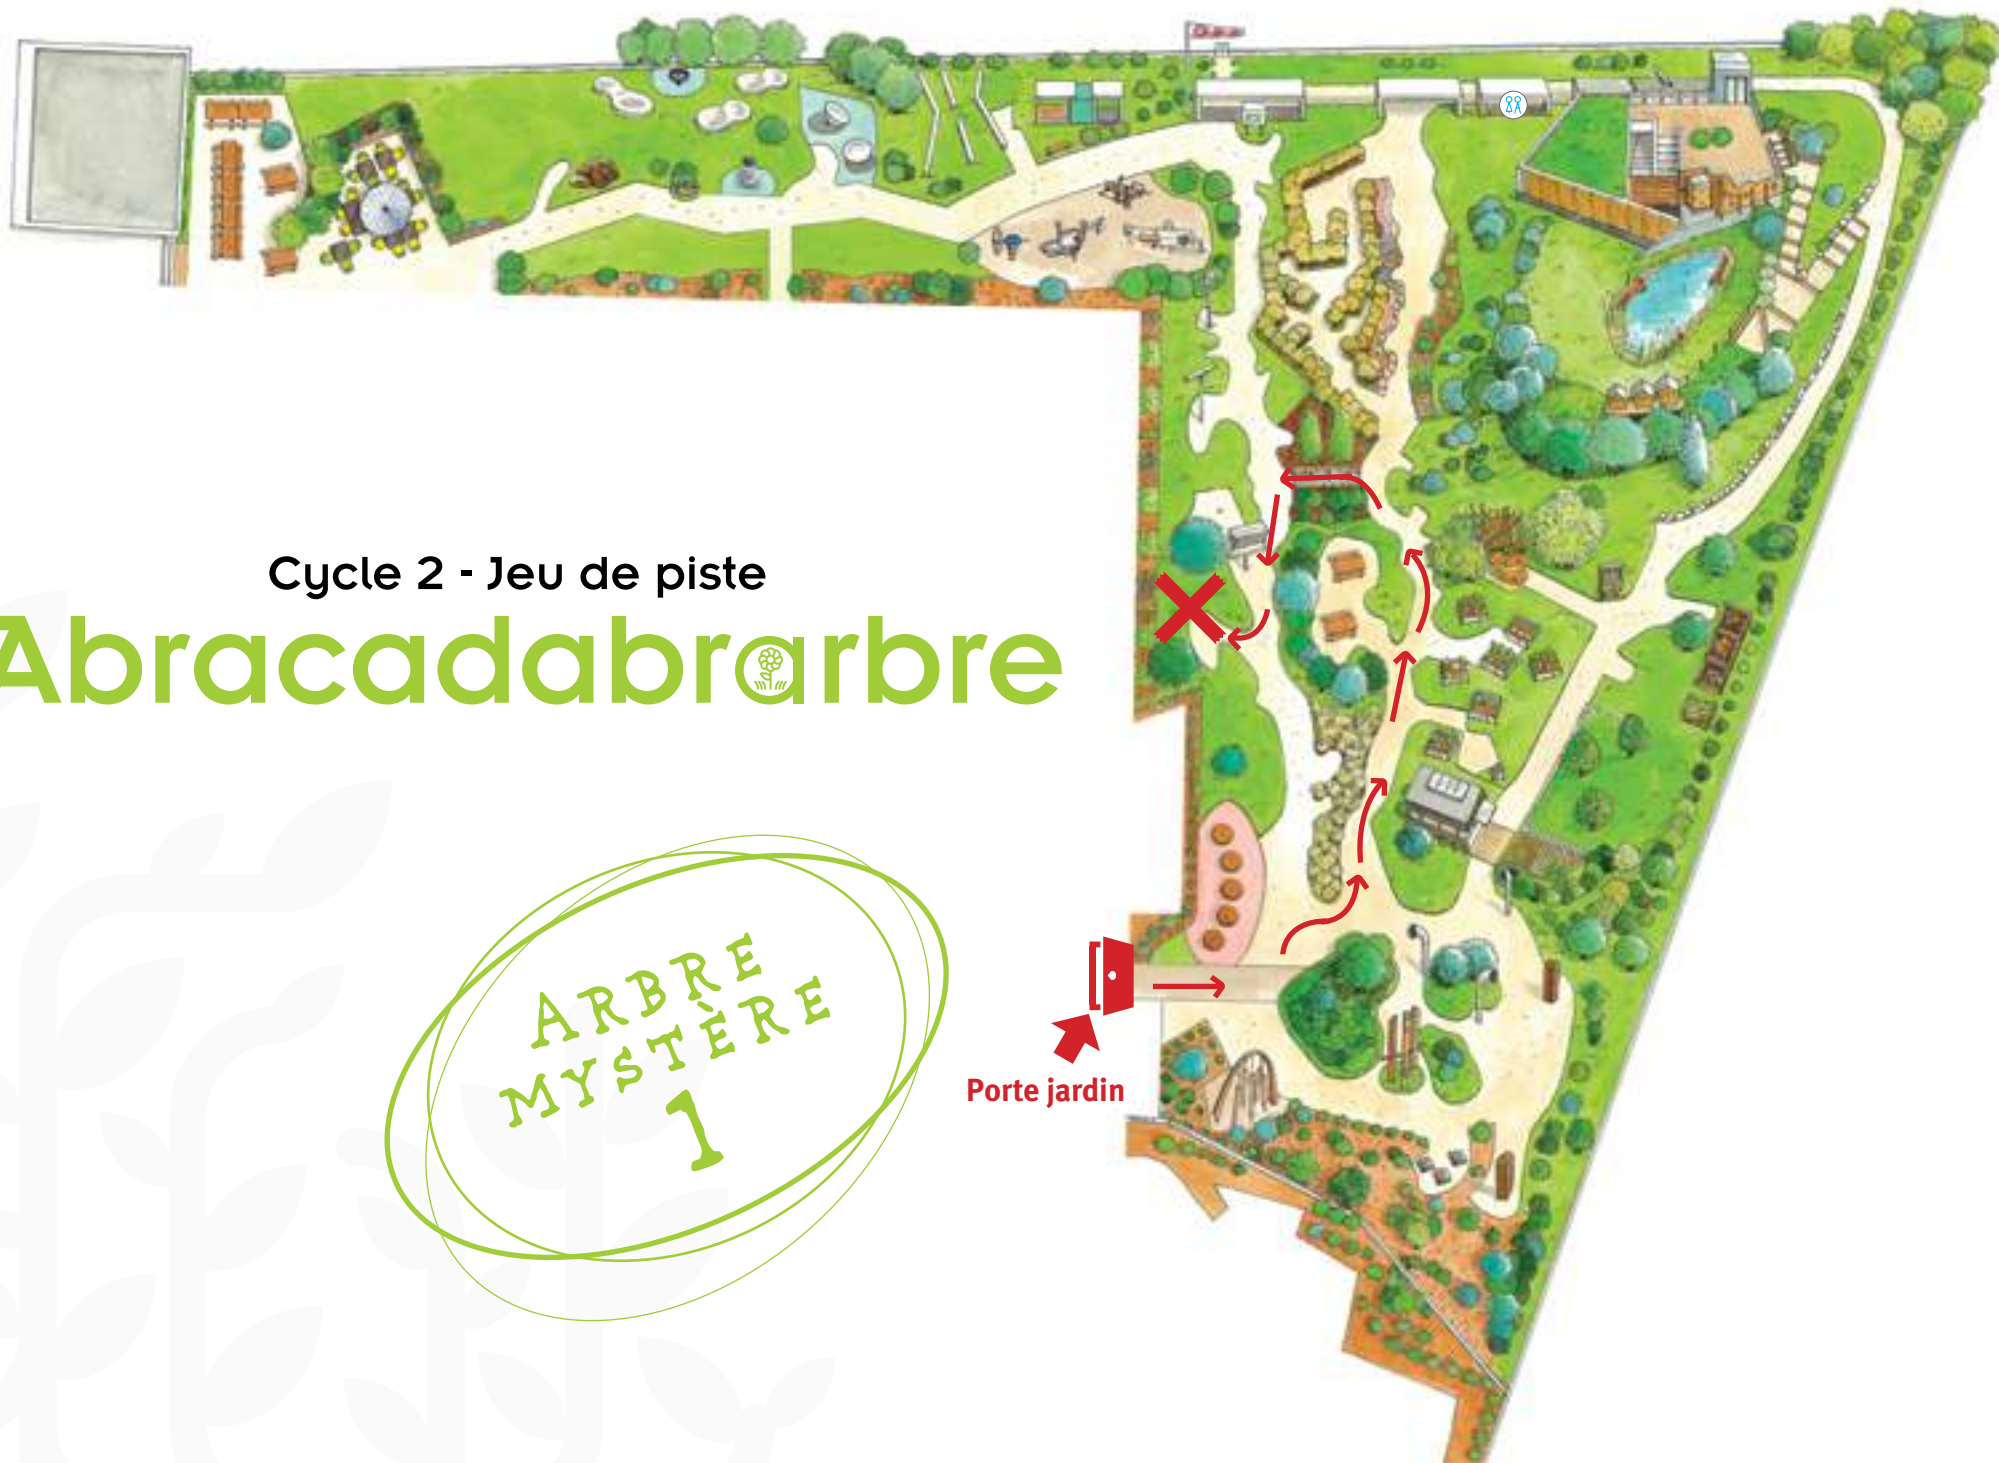 Cycle 2 - Jeu de piste
Abracadabrarbre
ARBRE
MYSTÈRE
1
Porte jardin